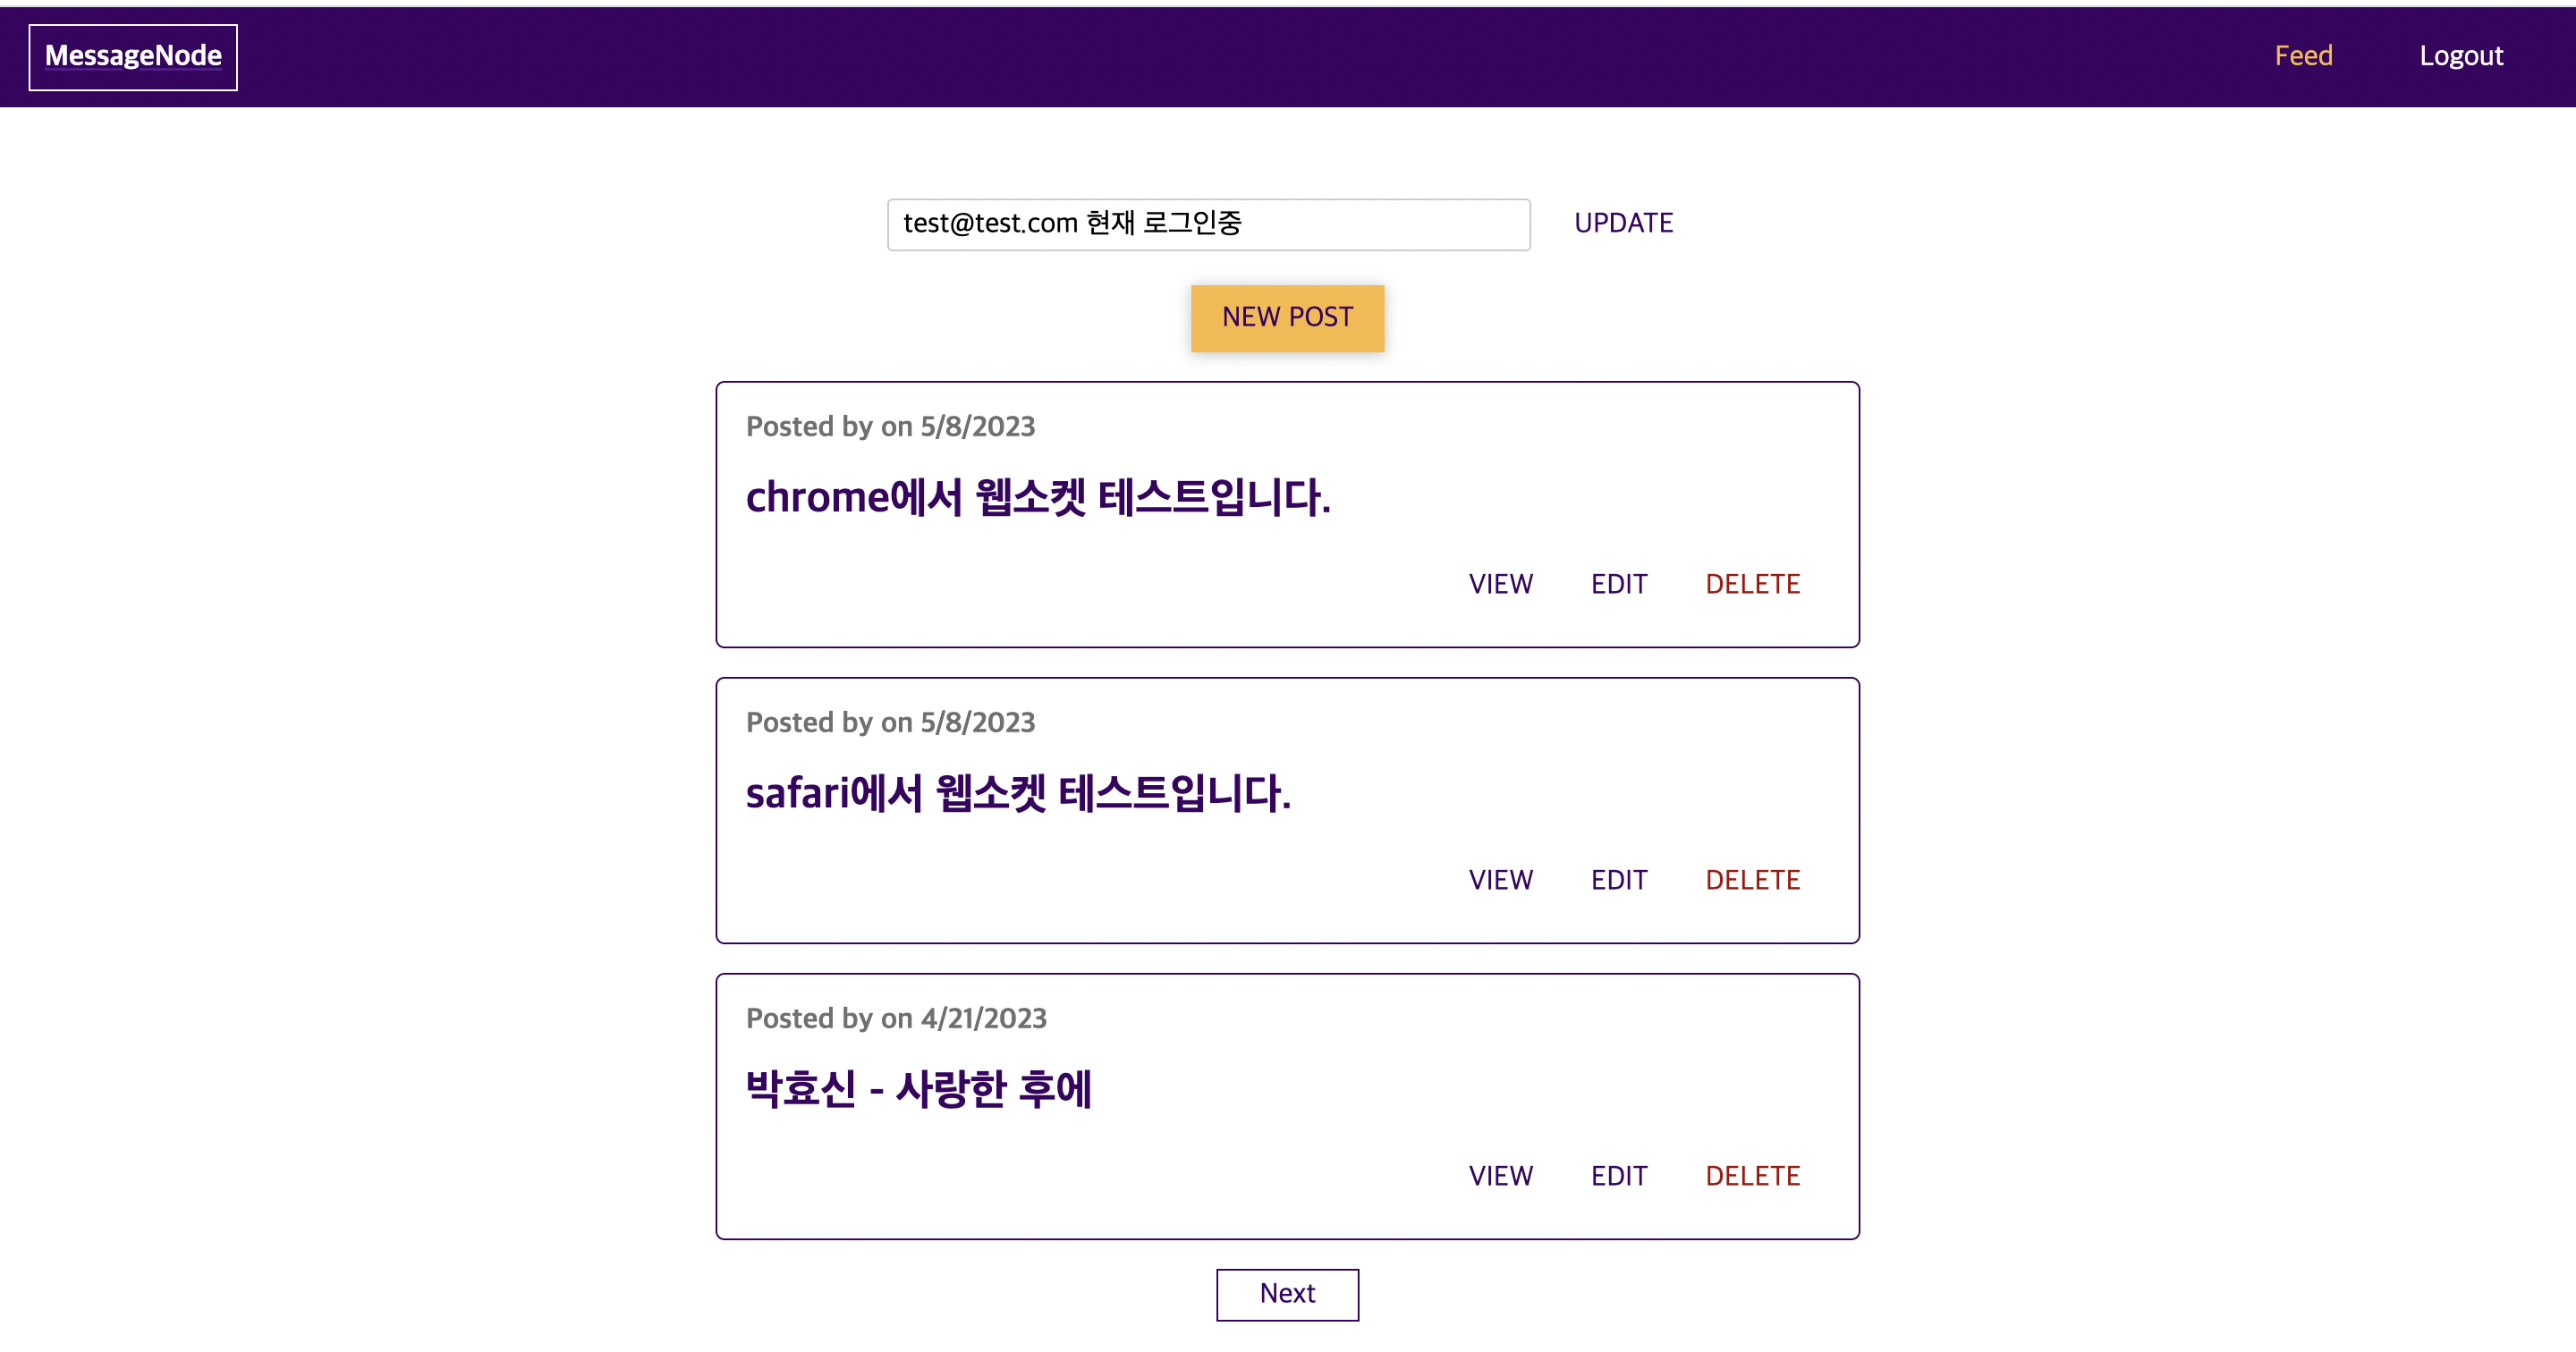 MessageNode
Feed
Logout
test@test.com 현재 로그인중
UPDATE
NEW POST
Posted by on 5/8/2023
chrome에서 웹소켓 테스트입니다.
VIEW EDIT DELETE
Posted by on 5/8/2023
safari에서 웹소켓 테스트입니다.
VIEW EDIT DELETE
Posted by on 4/21/2023
박효신 - 사랑한 후에
VIEW EDIT DELETE
Next